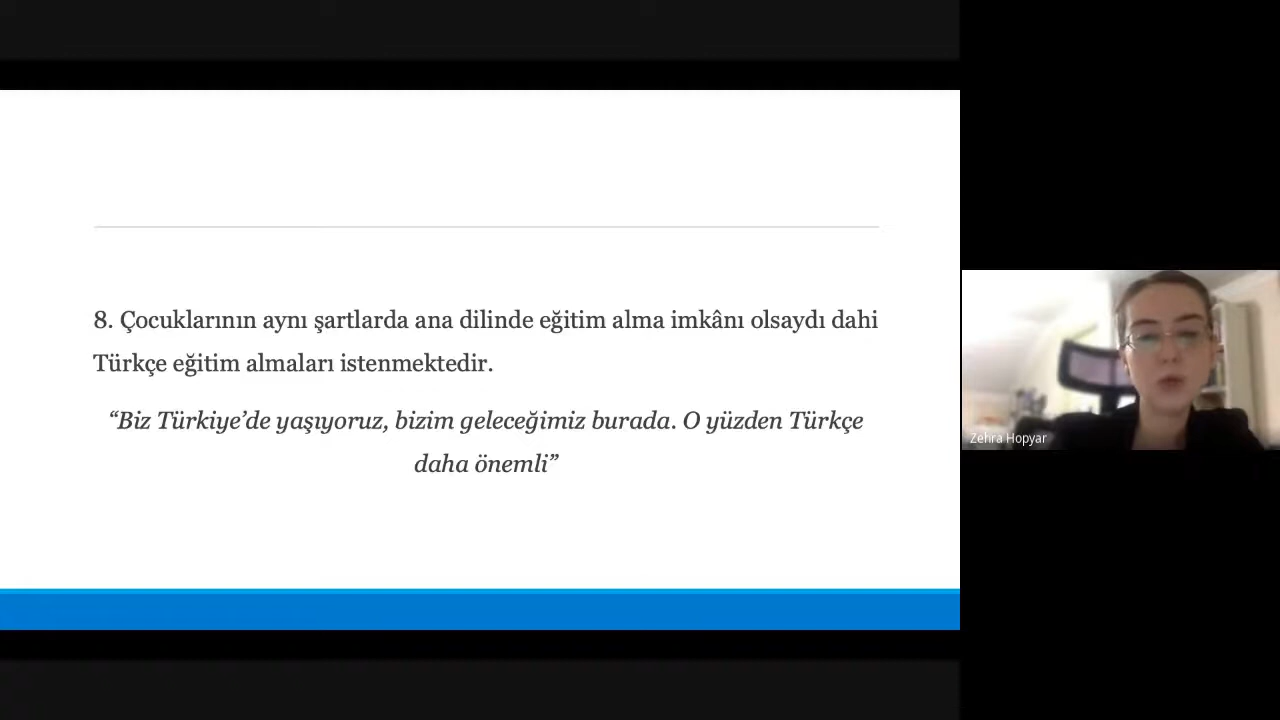 8. Çocuklarının aynı şartlarda ana dilinde eğitim alma imkânı olsaydı dahi
Türkçe eğitim almaları istenmektedir.
“Biz Türkiye’de yaşıyoruz, bizim geleceğimiz burada. O yüzden Türkçe
daha önemli”
Zehra Hopyar